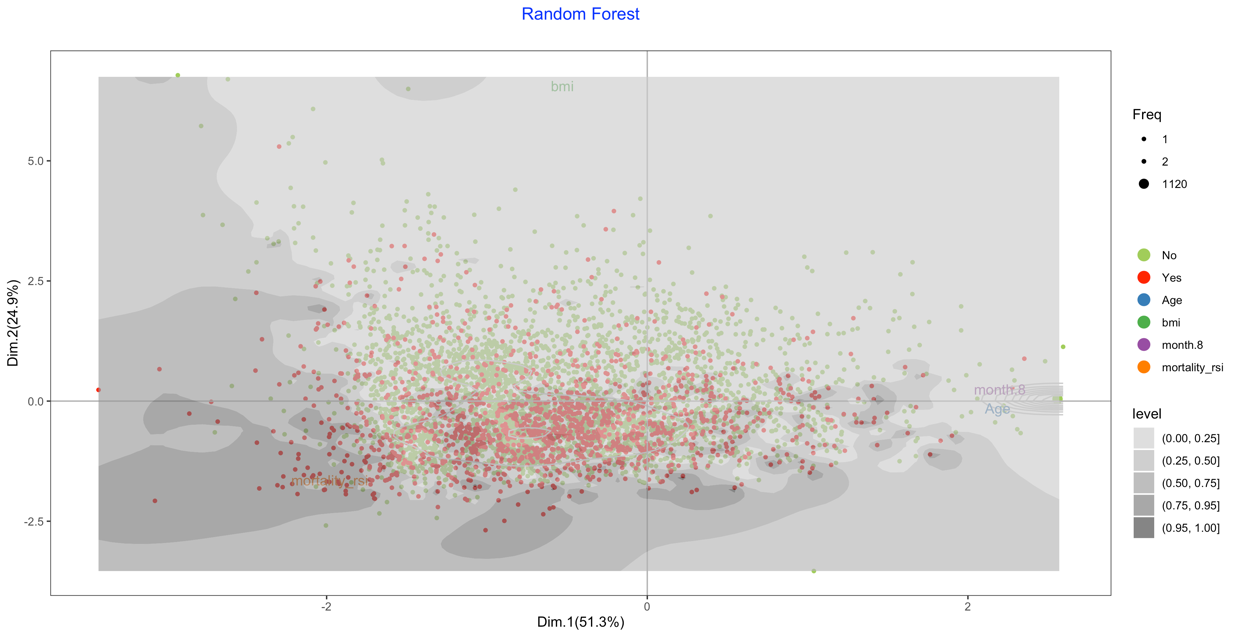 Random Forest
bmi
5.0
2.5
0.0
-2.5
Dim.2(24.9%)
month.8
Age
mortality_rsi
-2
0
2
Dim.1(51.3%)
Freq
1
2
1120
No
Yes
Age
bmi
month.8
mortality_rsi
level
(0.00, 0.25]
(0.25, 0.50]
(0.50, 0.75]
(0.75, 0.95]
(0.95, 1.00]